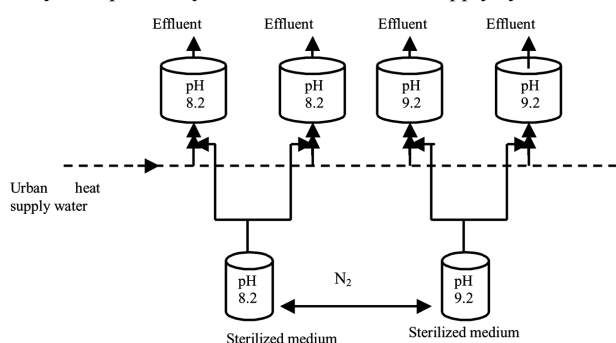 Effluent Effluent Effluent Effluent
pH
8.2
pH
8.2
pH
9.2
pH
9.2
Urban heat
supply water
pH
8.2
N₂
pH
9.2
Sterilized medium
Sterilized medium